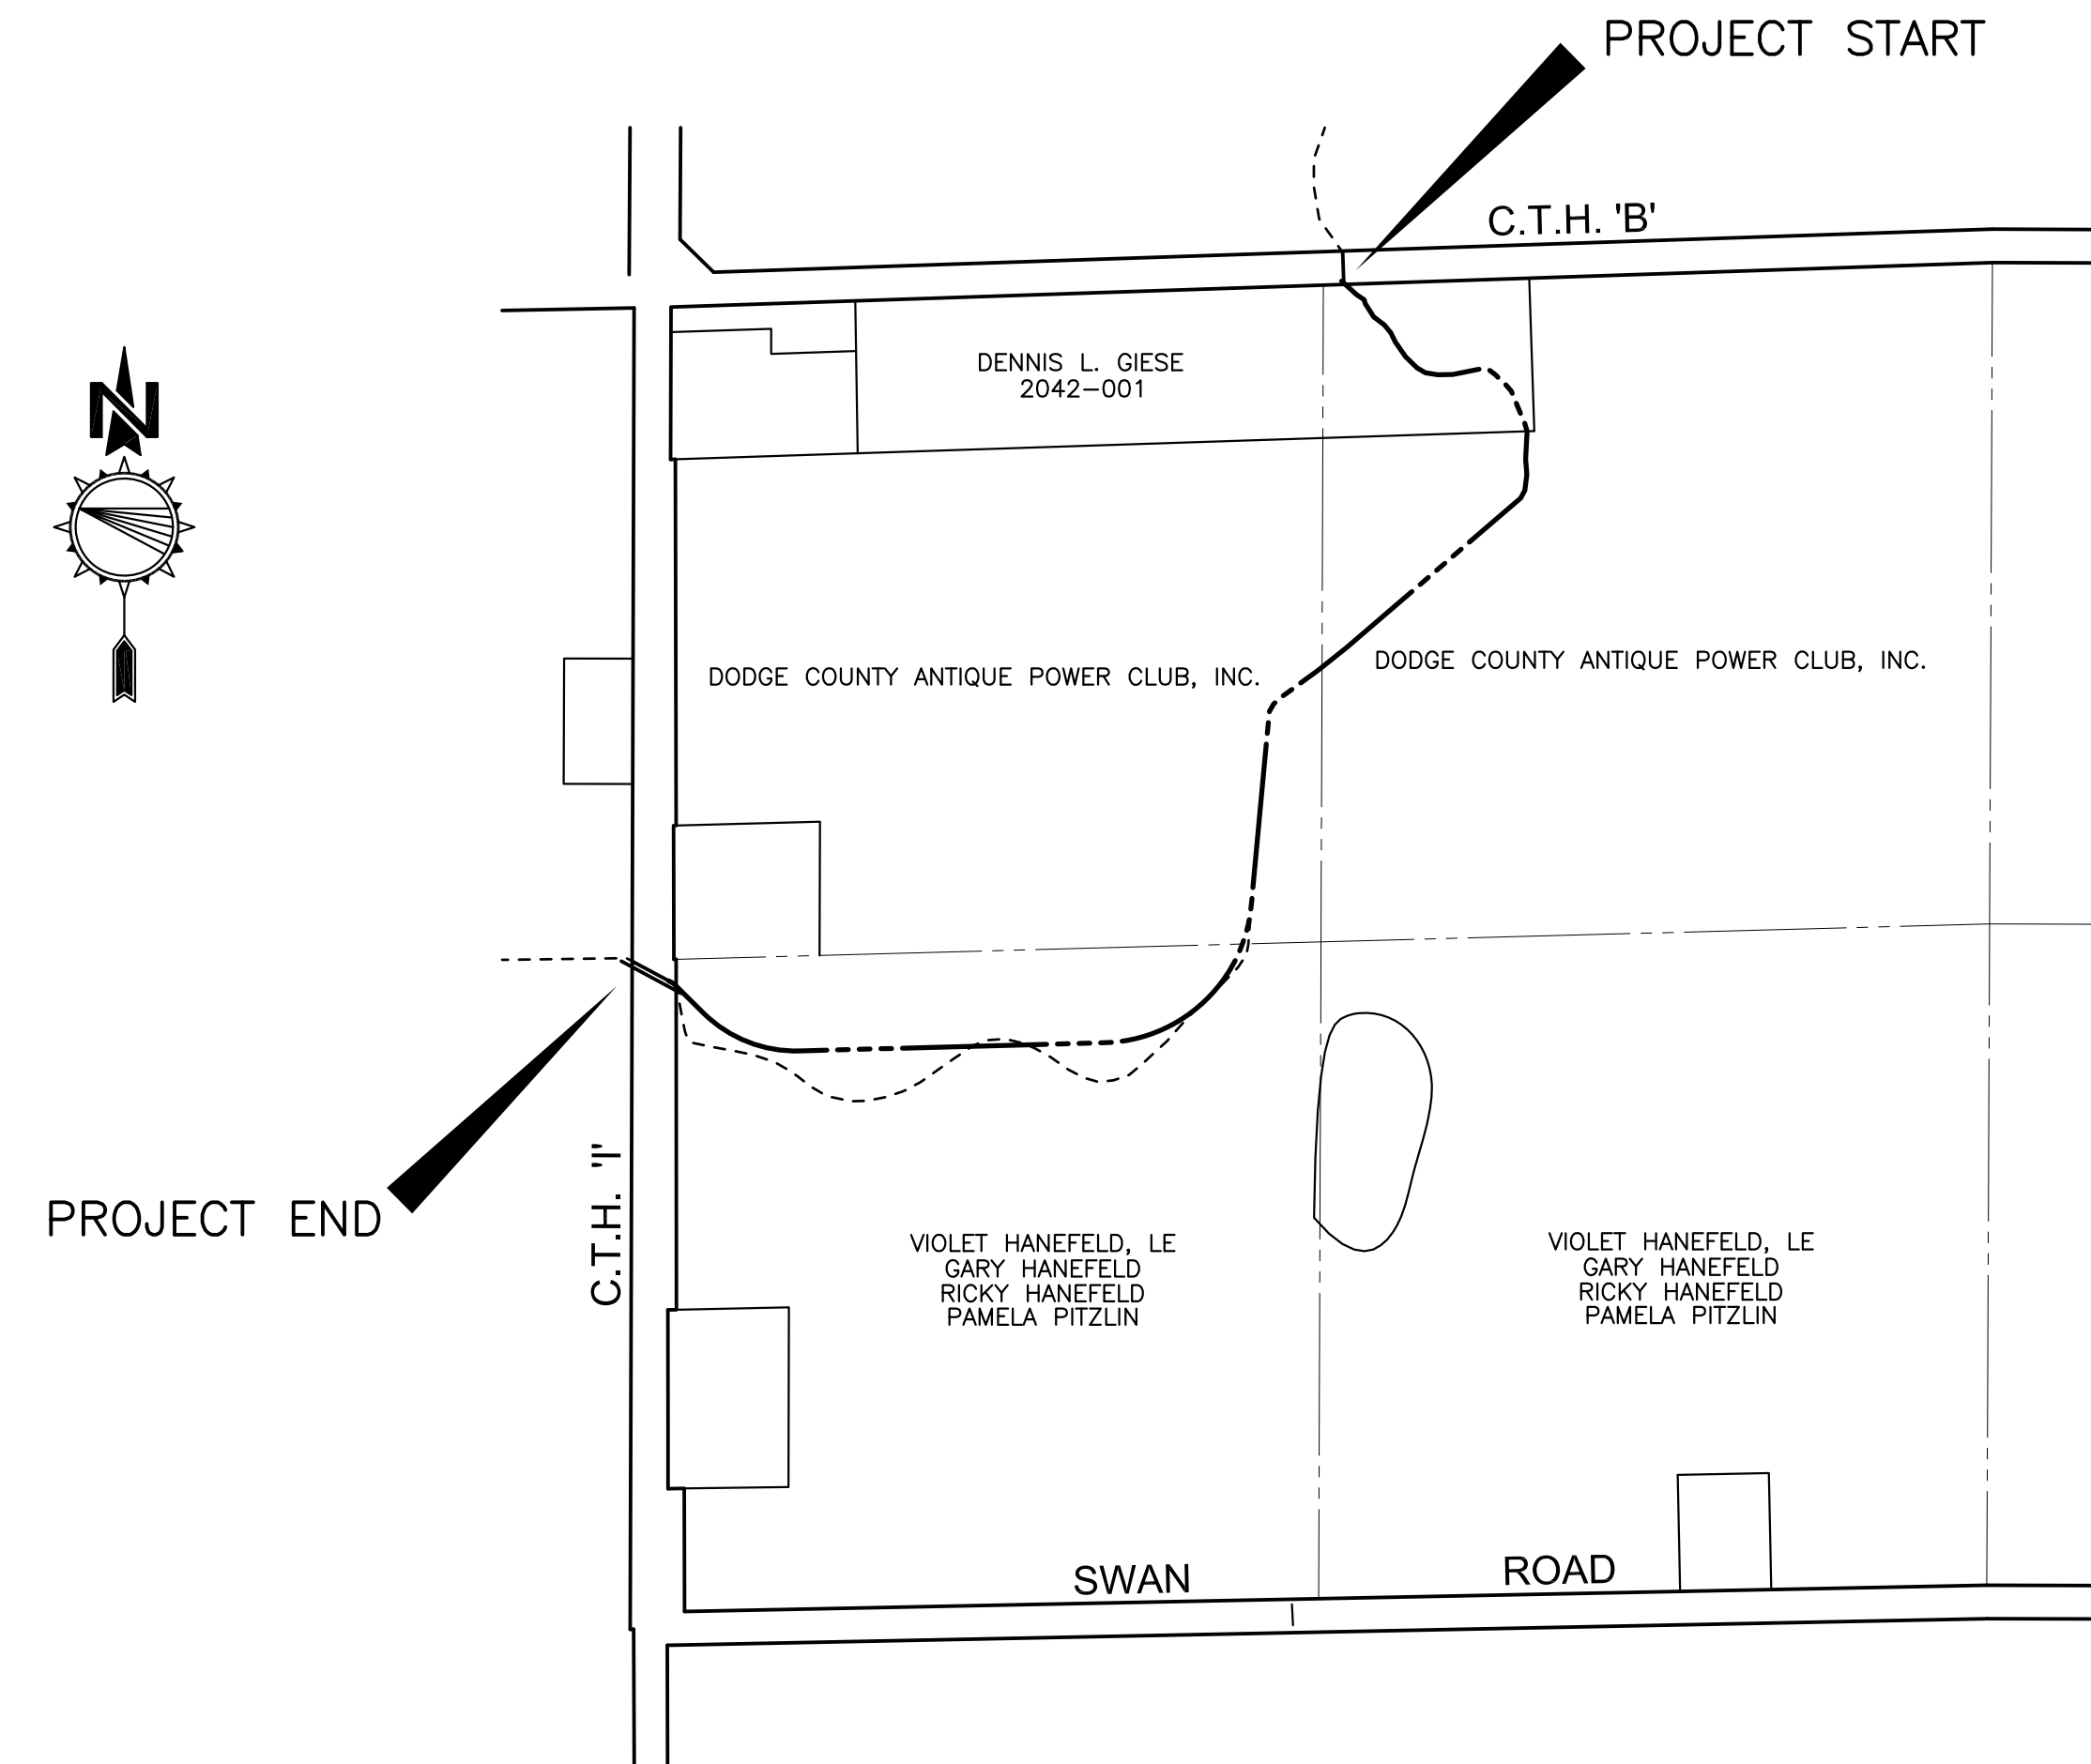 PROJECT START
C.T.H. 'B'
N
DENNIS L. GIESE
2042-001
DODGE COUNTY ANTIQUE POWER CLUB, INC.
DODGE COUNTY ANTIQUE POWER CLUB, INC.
PROJECT END
C.T.H. 'I'
VIOLET HANEFELD, LE
GARY HANEFELD
RICKY HANEFELD
PAMELA PITZLIN
VIOLET HANEFELD, LE
GARY HANEFELD
RICKY HANEFELD
PAMELA PITZLIN
SWAN ROAD